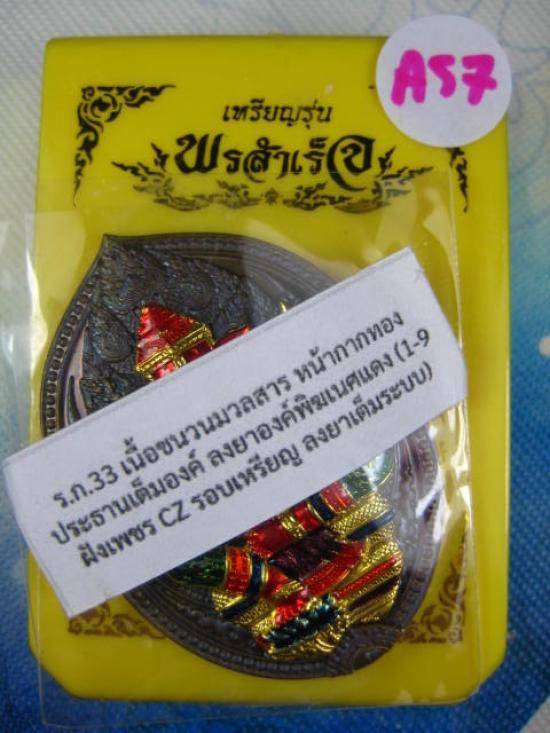 A57
เหรียญรุ่น
พรสำเร็จ
ร.ก.33 เนื้อชนวนมวลสาร หน้ากากทอง
ประธานเต็มองค์ ลงยาองค์พิฆเนศแดง (1-9
ฝังเพชร CZ รอบเหรียญ ลงยาเต็มระบบ)